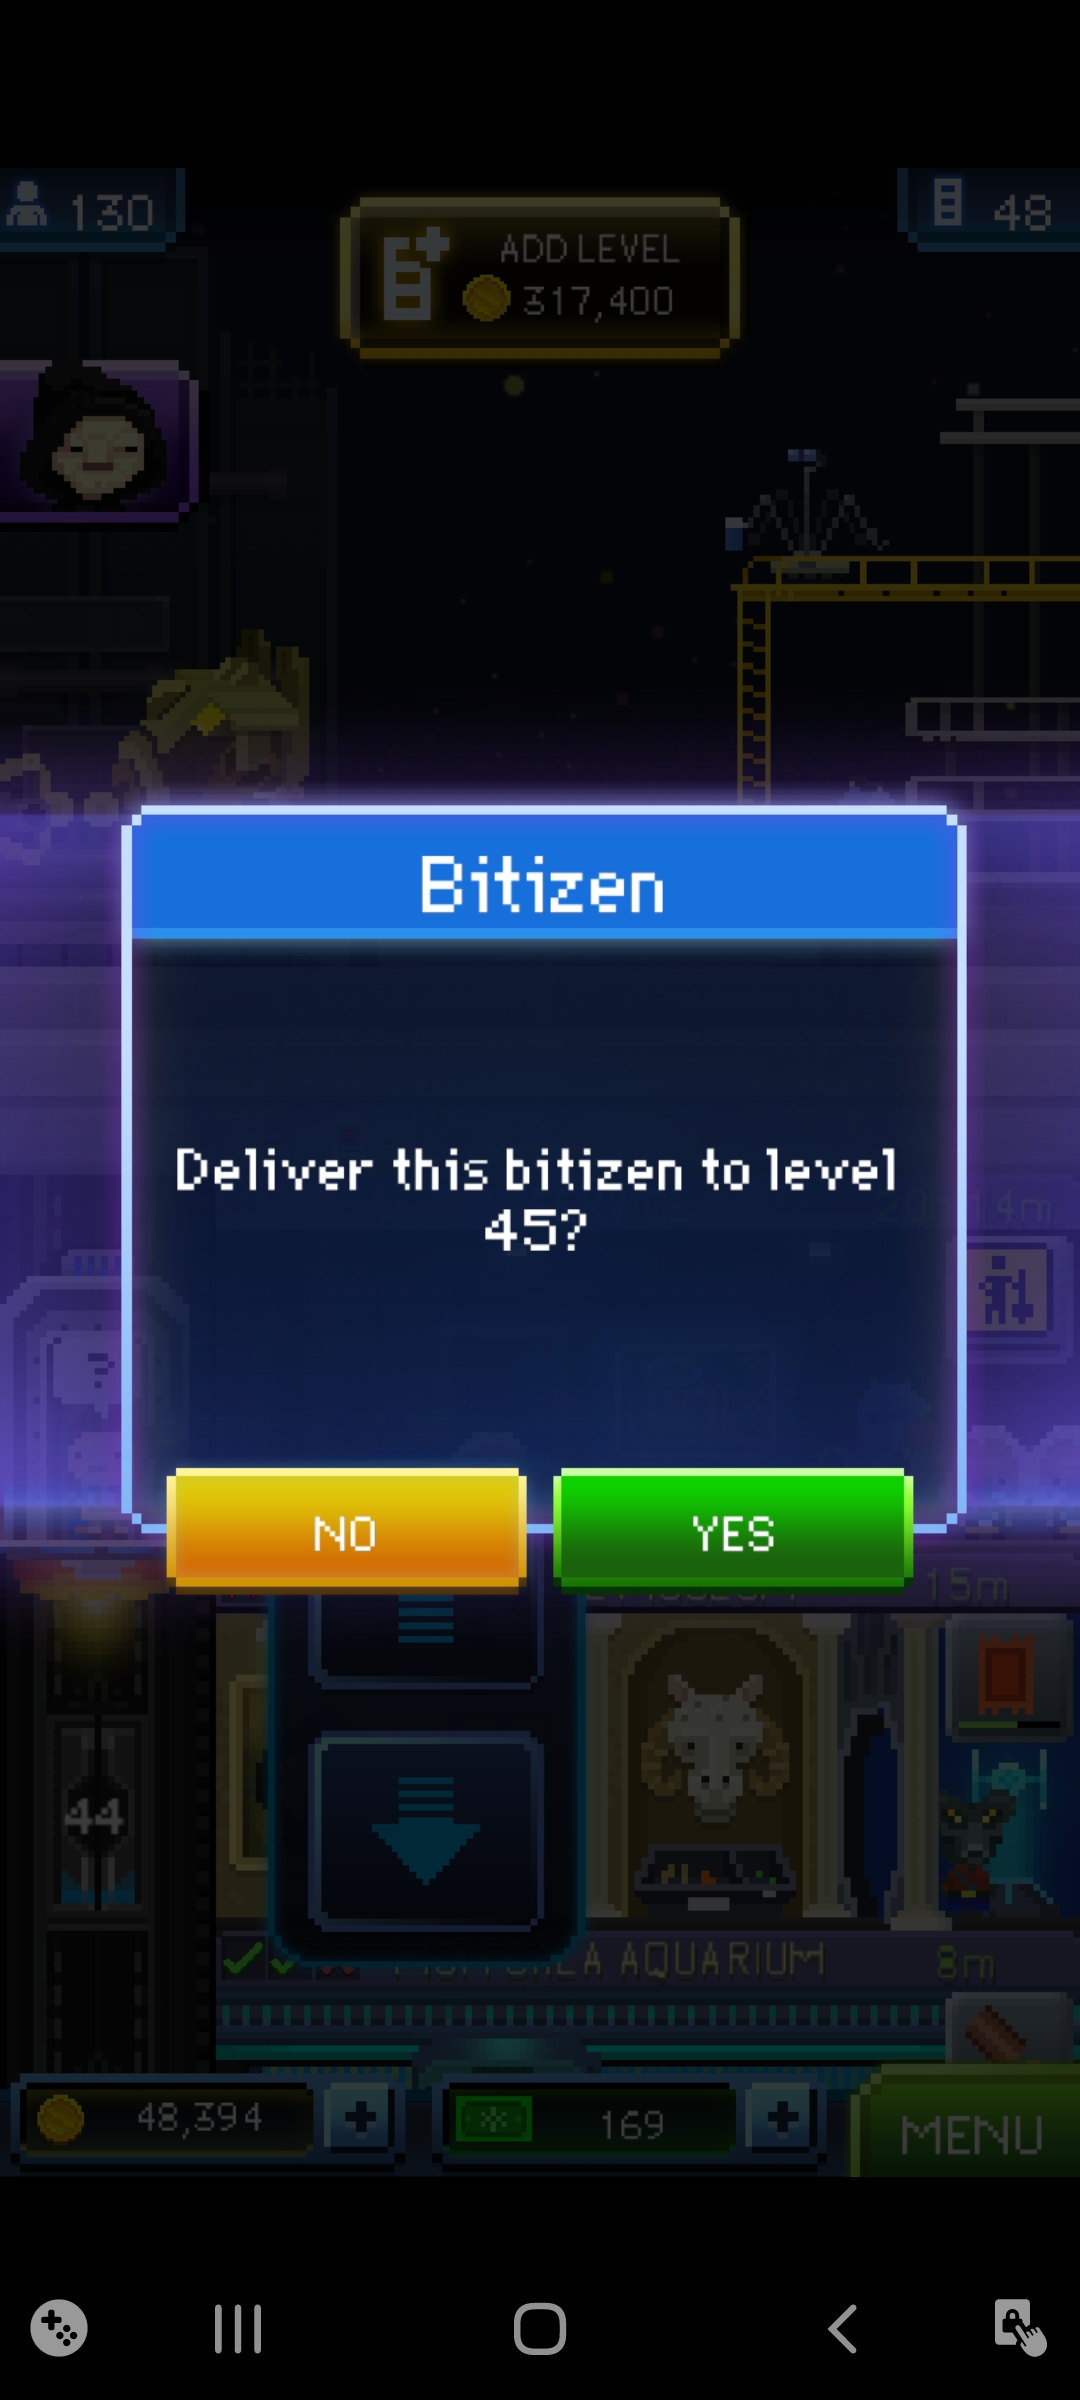 130
ADD LEVEL
317,400
48
Bitizen
Deliver this bitizen to level
45?
14m
?
NO
YES
15m
44
AQUARIUM
8m
48,394
169
MENU